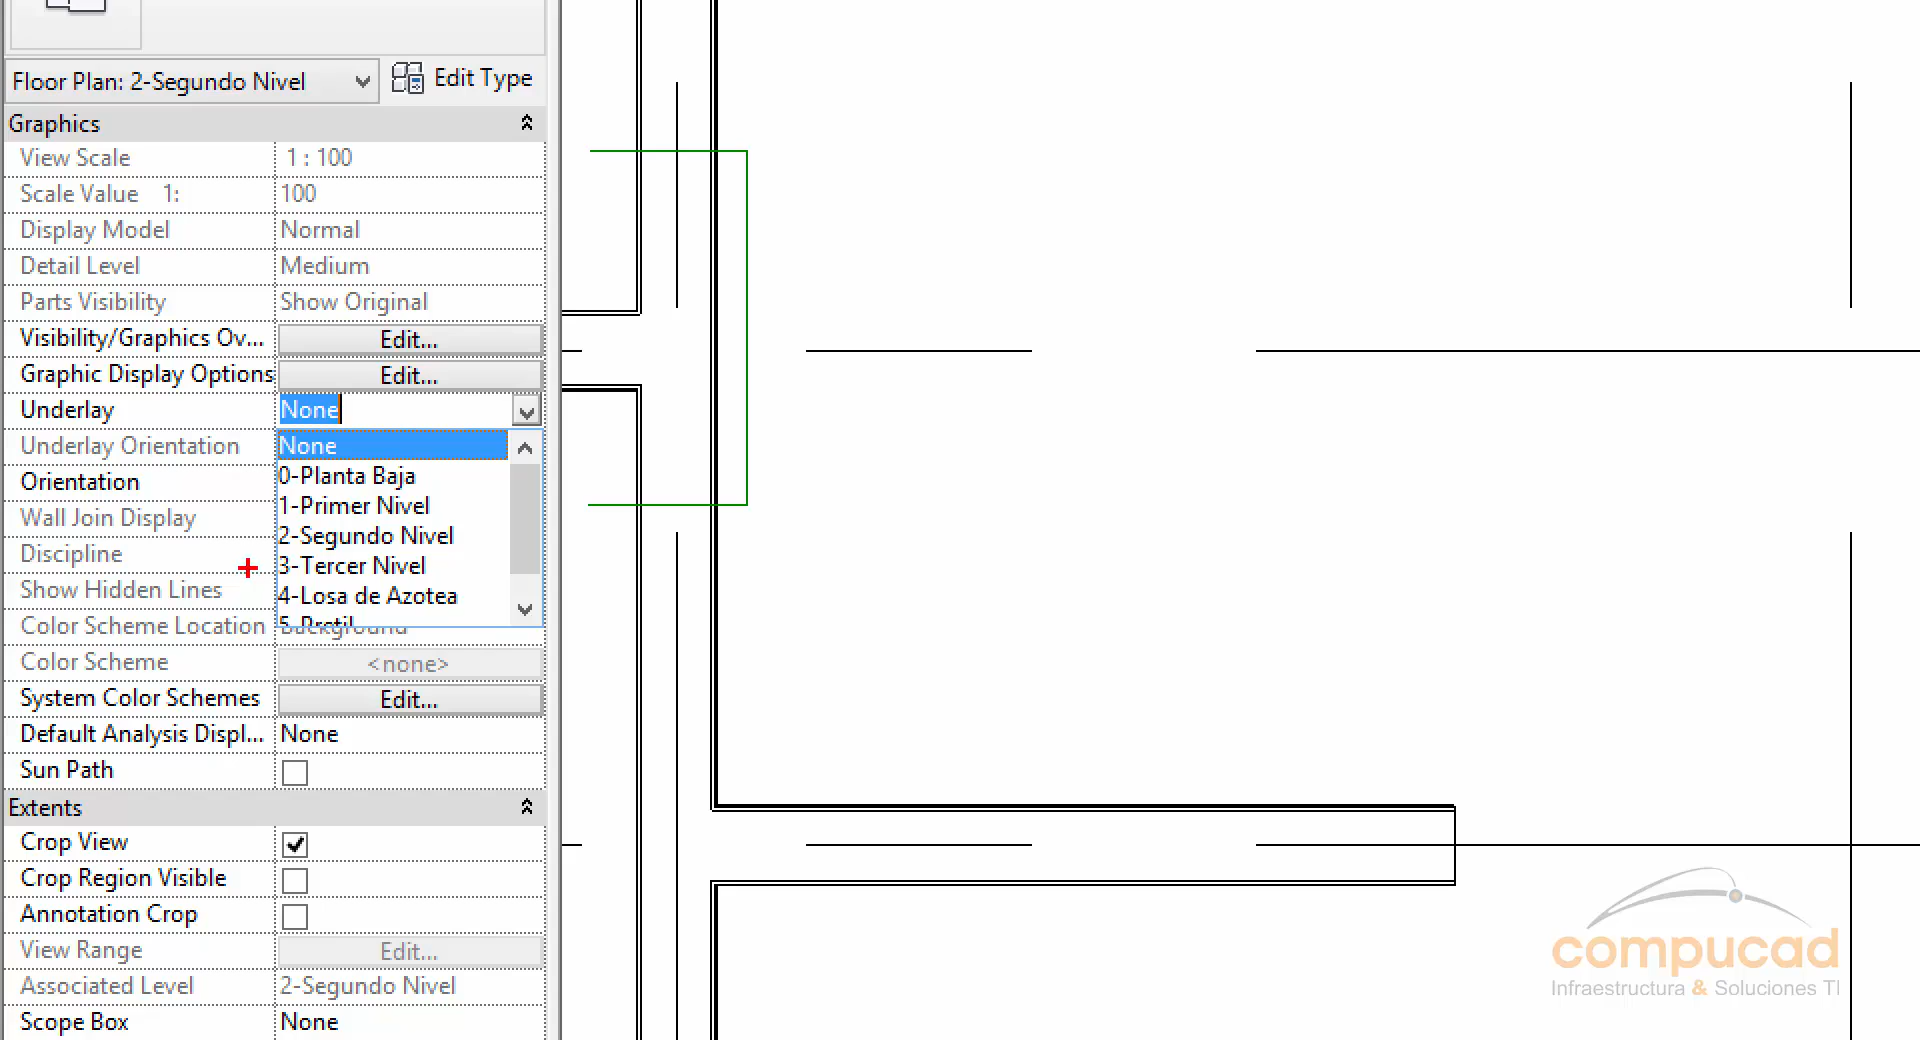 Floor Plan: 2-Segundo Nivel
Edit Type
Graphics
View Scale 1 : 100
Scale Value 1: 100
Display Model Normal
Detail Level Medium
Parts Visibility Show Original
Visibility/Graphics Ov... Edit...
Graphic Display Options Edit...
Underlay None
Underlay Orientation None
0-Planta Baja
Orientation
1-Primer Nivel
Wall Join Display
2-Segundo Nivel
Discipline
3-Tercer Nivel
Show Hidden Lines
4-Losa de Azotea
5-Pretil
Color Scheme Location Background
Color Scheme <none>
System Color Schemes Edit...
Default Analysis Displ... None
Sun Path
Extents
Crop View
Crop Region Visible
Annotation Crop
View Range Edit...
Associated Level 2-Segundo Nivel
Scope Box None
compucad
Infraestructura & Soluciones TI